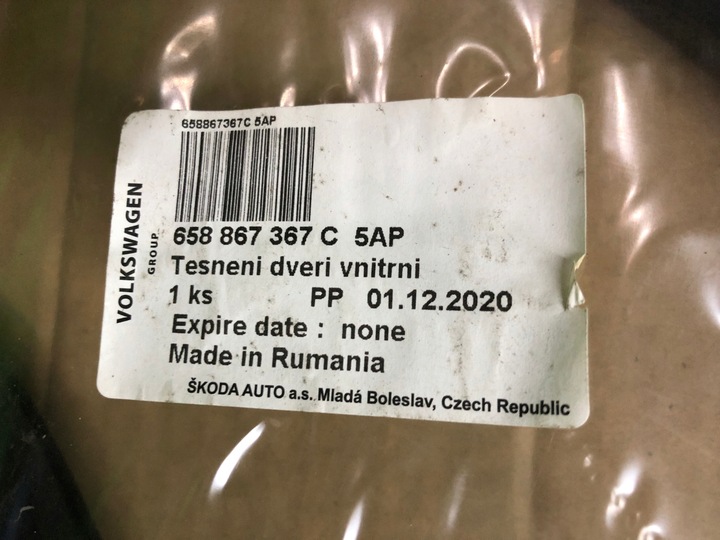 658867367C 5AP
VOLKSWAGEN
GROUP
658 867 367 C 5AP
Tesneni dveri vnitrni
1 ks PP 01.12.2020
Expire date : none
Made in Rumania
ŠKODA AUTO a.s. Mladá Boleslav, Czech Republic